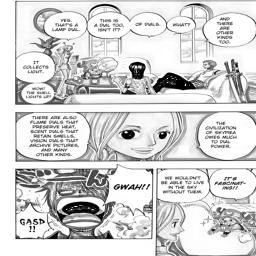 AND
THERE
ARE
OTHER
KINDS
TOO.
WHAT?
OF DIALS.
THIS IS
A DIAL TOO,
ISN'T IT?
YES,
THAT'S A
LAMP DIAL.
IT
COLLECTS
LIGHT.
WOW!
THE SHELL
LIGHTS UP!
THE
CIVILIZATION
OF SKYPIEA
OWES MUCH
TO DIAL
POWER.
THERE ARE ALSO
FLAME DIALS THAT
PRESERVE HEAT,
SCENT DIALS THAT
RETAIN SMELLS,
VISION DIALS THAT
ARCHIVE PICTURES,
AND MANY
OTHER KINDS.
IT'S
FASCINAT-
ING!!
WE WOULDN'T
BE ABLE TO LIVE
IN THE SKY
WITHOUT THEM.
GWAH!!
GASP